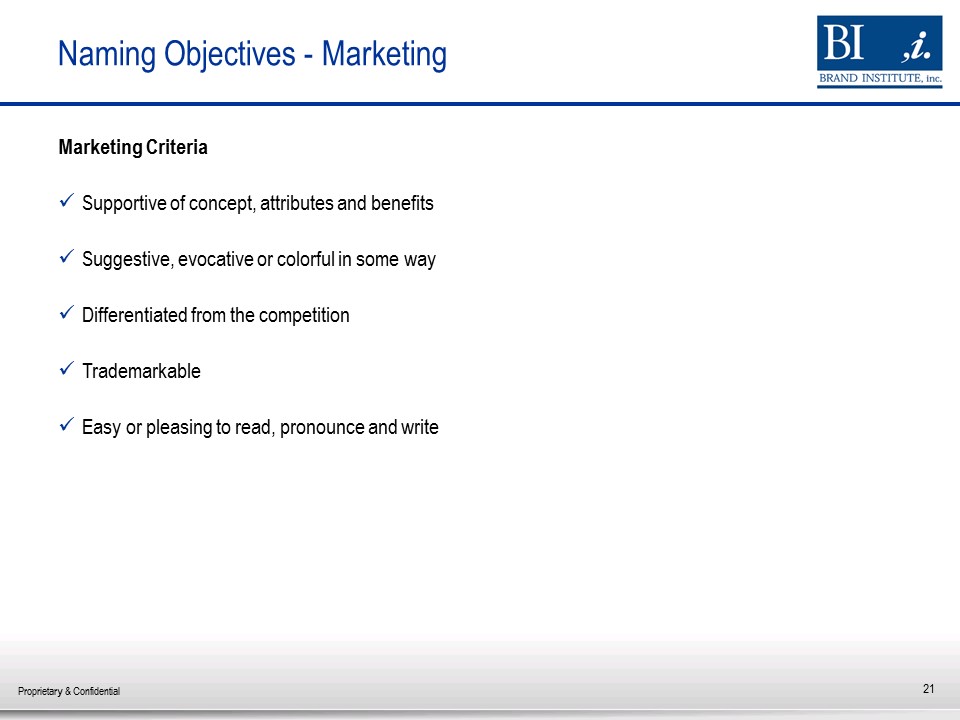 Naming Objectives - Marketing
BI ,i.
BRAND INSTITUTE, inc.
Marketing Criteria
✓ Supportive of concept, attributes and benefits
✓ Suggestive, evocative or colorful in some way
✓ Differentiated from the competition
✓ Trademarkable
✓ Easy or pleasing to read, pronounce and write
Proprietary & Confidential
21